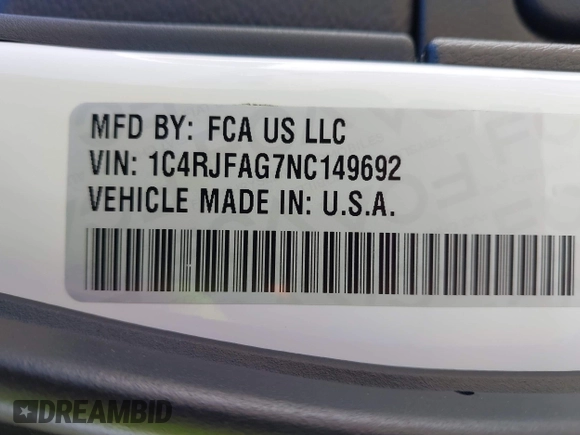 MFD BY: FCA US LLC
VIN: 1C4RJFAG7NC149692
VEHICLE MADE IN: U.S.A.
DREAMBID